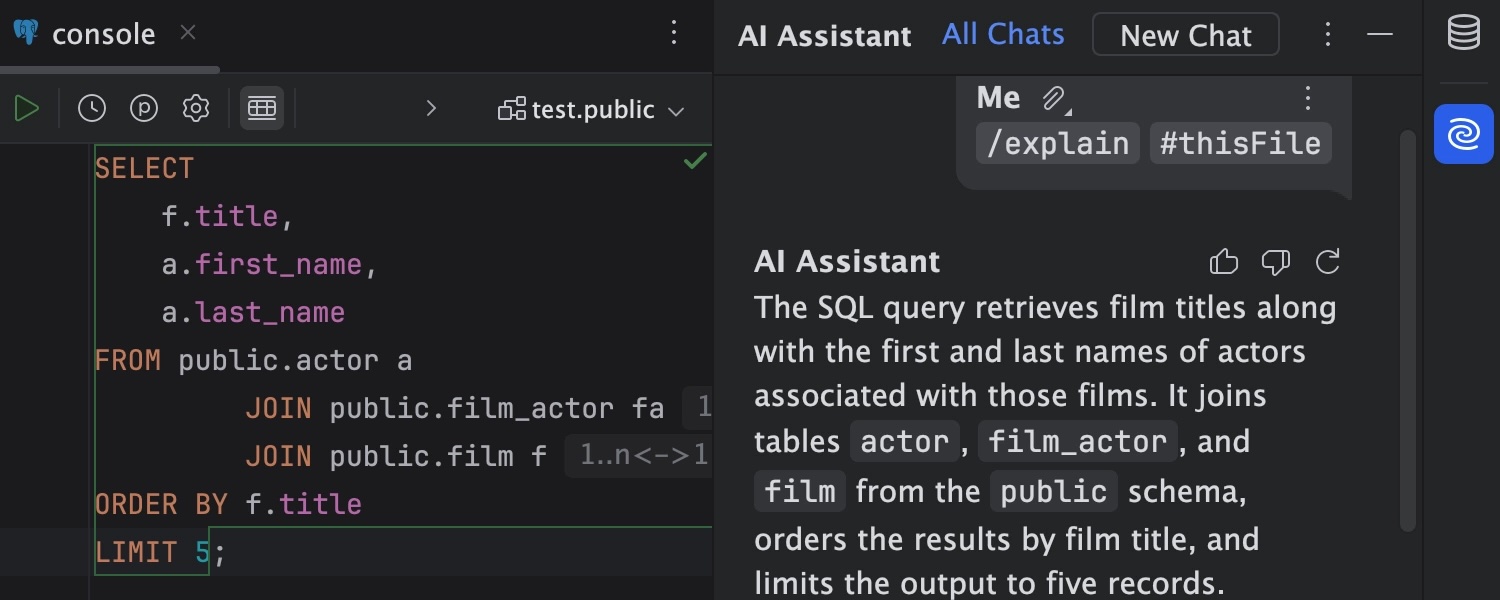 console
test.public
SELECT
f.title,
a.first_name,
a.last_name
FROM public.actor a
JOIN public.film_actor fa 1
JOIN public.film f 1..n<->1
ORDER BY f.title
LIMIT 5;
AI Assistant All Chats New Chat
Me
/explain #thisFile
AI Assistant
The SQL query retrieves film titles along
with the first and last names of actors
associated with those films. It joins
tables actor, film_actor, and
film from the public schema,
orders the results by film title, and
limits the output to five records.